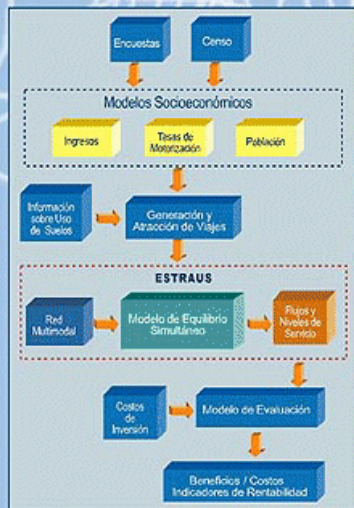 Encuestas
Censo
Modelos Socioeconómicos
Ingresos
Tasas de
Motorización
Población
Información
sobre Uso
de Suelos
Generación y
Atracción de Viajes
ESTRAUS
Red
Multimodal
Modelo de Equilibrio
Simultáneo
Flujos y
Niveles de
Servicio
Costos
de
Inversión
Modelo de Evaluación
Beneficios / Costos
Indicadores de Rentabilidad